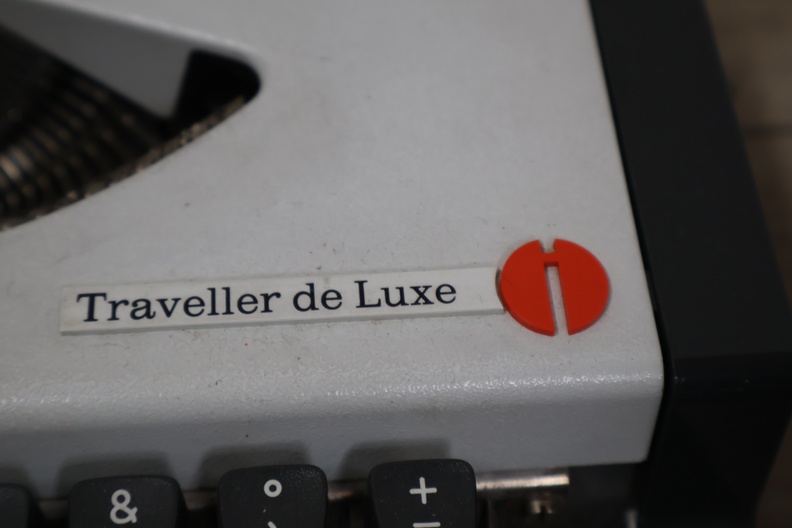 Traveller de Luxe
& ° +
_